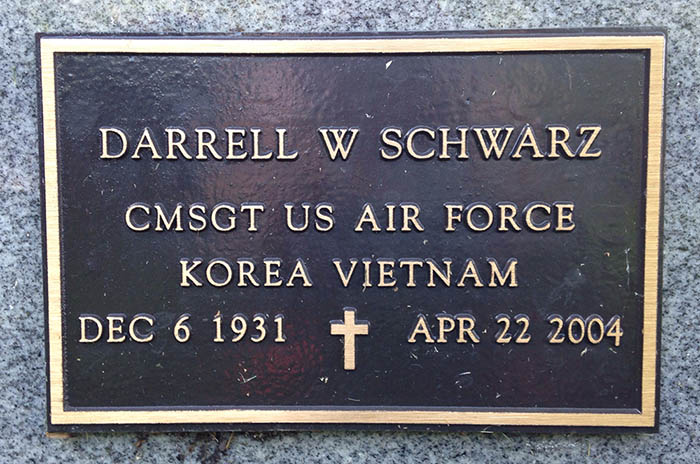 DARRELL W SCHWARZ
CMSGT US AIR FORCE
KOREA VIETNAM
DEC 6 1931 APR 22 2004